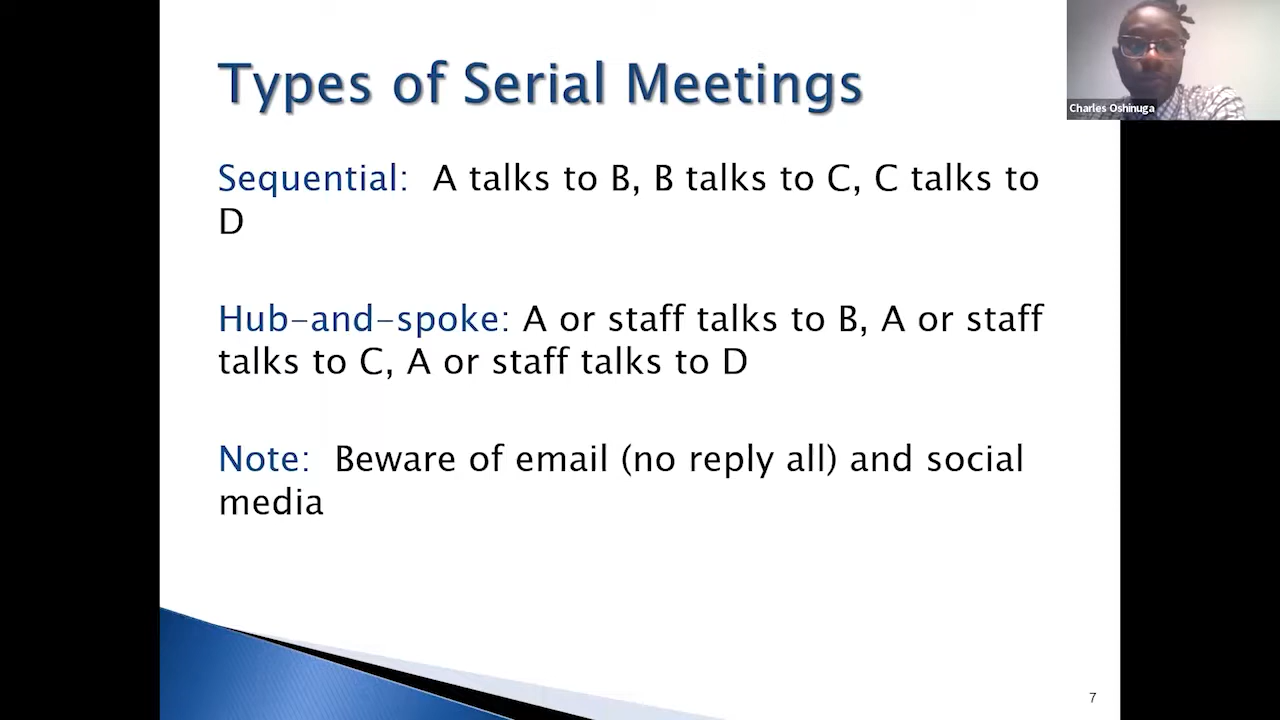 Types of Serial Meetings
Charles Oshinuga
Sequential: A talks to B, B talks to C, C talks to
D
Hub-and-spoke: A or staff talks to B, A or staff
talks to C, A or staff talks to D
Note: Beware of email (no reply all) and social
media
7